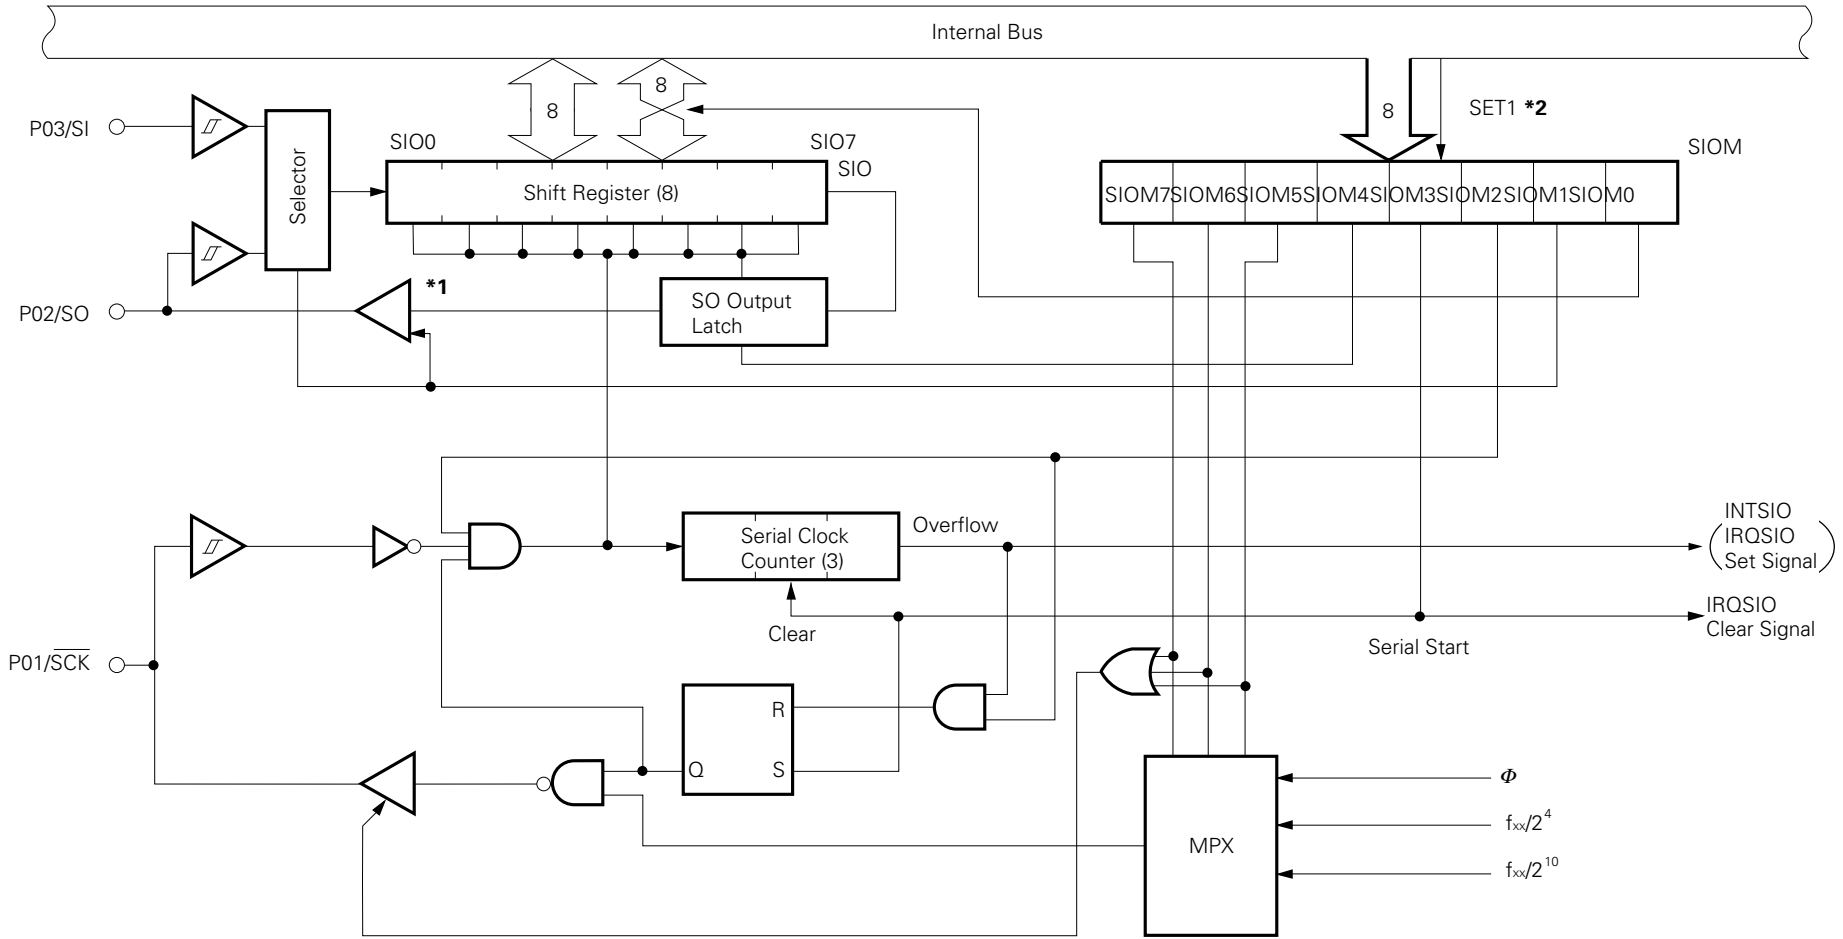 Internal Bus
8
8
8
SET1 *2
P03/SI
Selector
SIO0
SIO7
SIO
SIOM
Shift Register (8)
SIOM7SIOM6SIOM5SIOM4SIOM3SIOM2SIOM1SIOM0
P02/SO
*1
SO Output
Latch
Serial Clock
Counter (3)
Overflow
INTSIO
IRQSIO
Set Signal
Clear
IRQSIO
Clear Signal
Serial Start
P01/S̅C̅K̅
R
Q
S
MPX
Φ
fxx/2⁴
fxx/2¹⁰